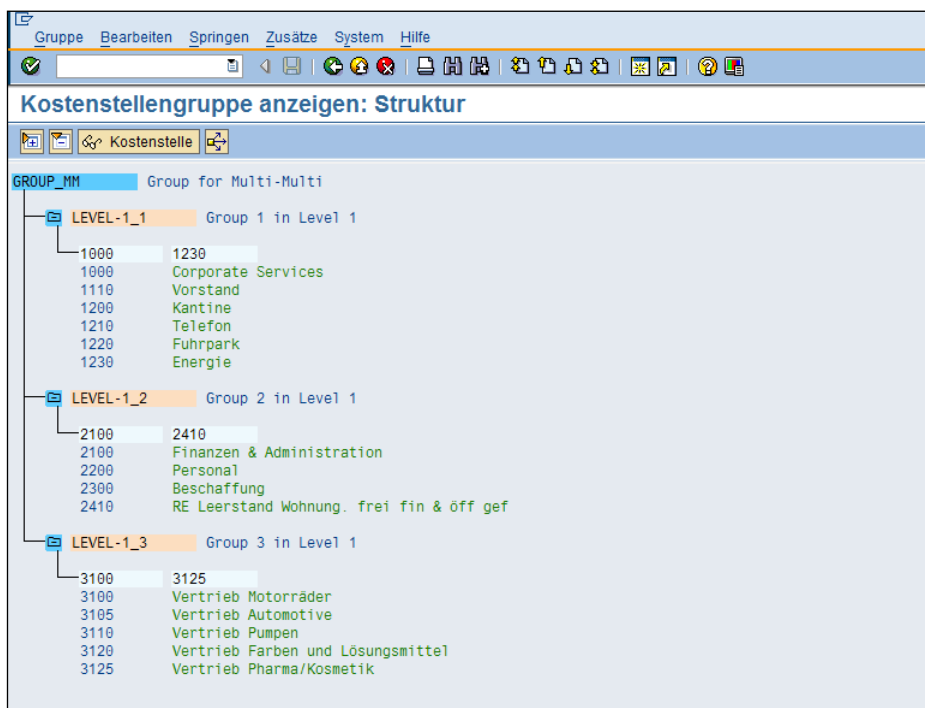 Gruppe Bearbeiten Springen Zusätze System Hilfe
Kostenstellengruppe anzeigen: Struktur
Kostenstelle
GROUP_MM Group for Multi-Multi
LEVEL-1_1 Group 1 in Level 1
1000 1230
1000 Corporate Services
1110 Vorstand
1200 Kantine
1210 Telefon
1220 Fuhrpark
1230 Energie
LEVEL-1_2 Group 2 in Level 1
2100 2410
2100 Finanzen & Administration
2200 Personal
2300 Beschaffung
2410 RE Leerstand Wohnung. frei fin & öff gef
LEVEL-1_3 Group 3 in Level 1
3100 3125
3100 Vertrieb Motorräder
3105 Vertrieb Automotive
3110 Vertrieb Pumpen
3120 Vertrieb Farben und Lösungsmittel
3125 Vertrieb Pharma/Kosmetik